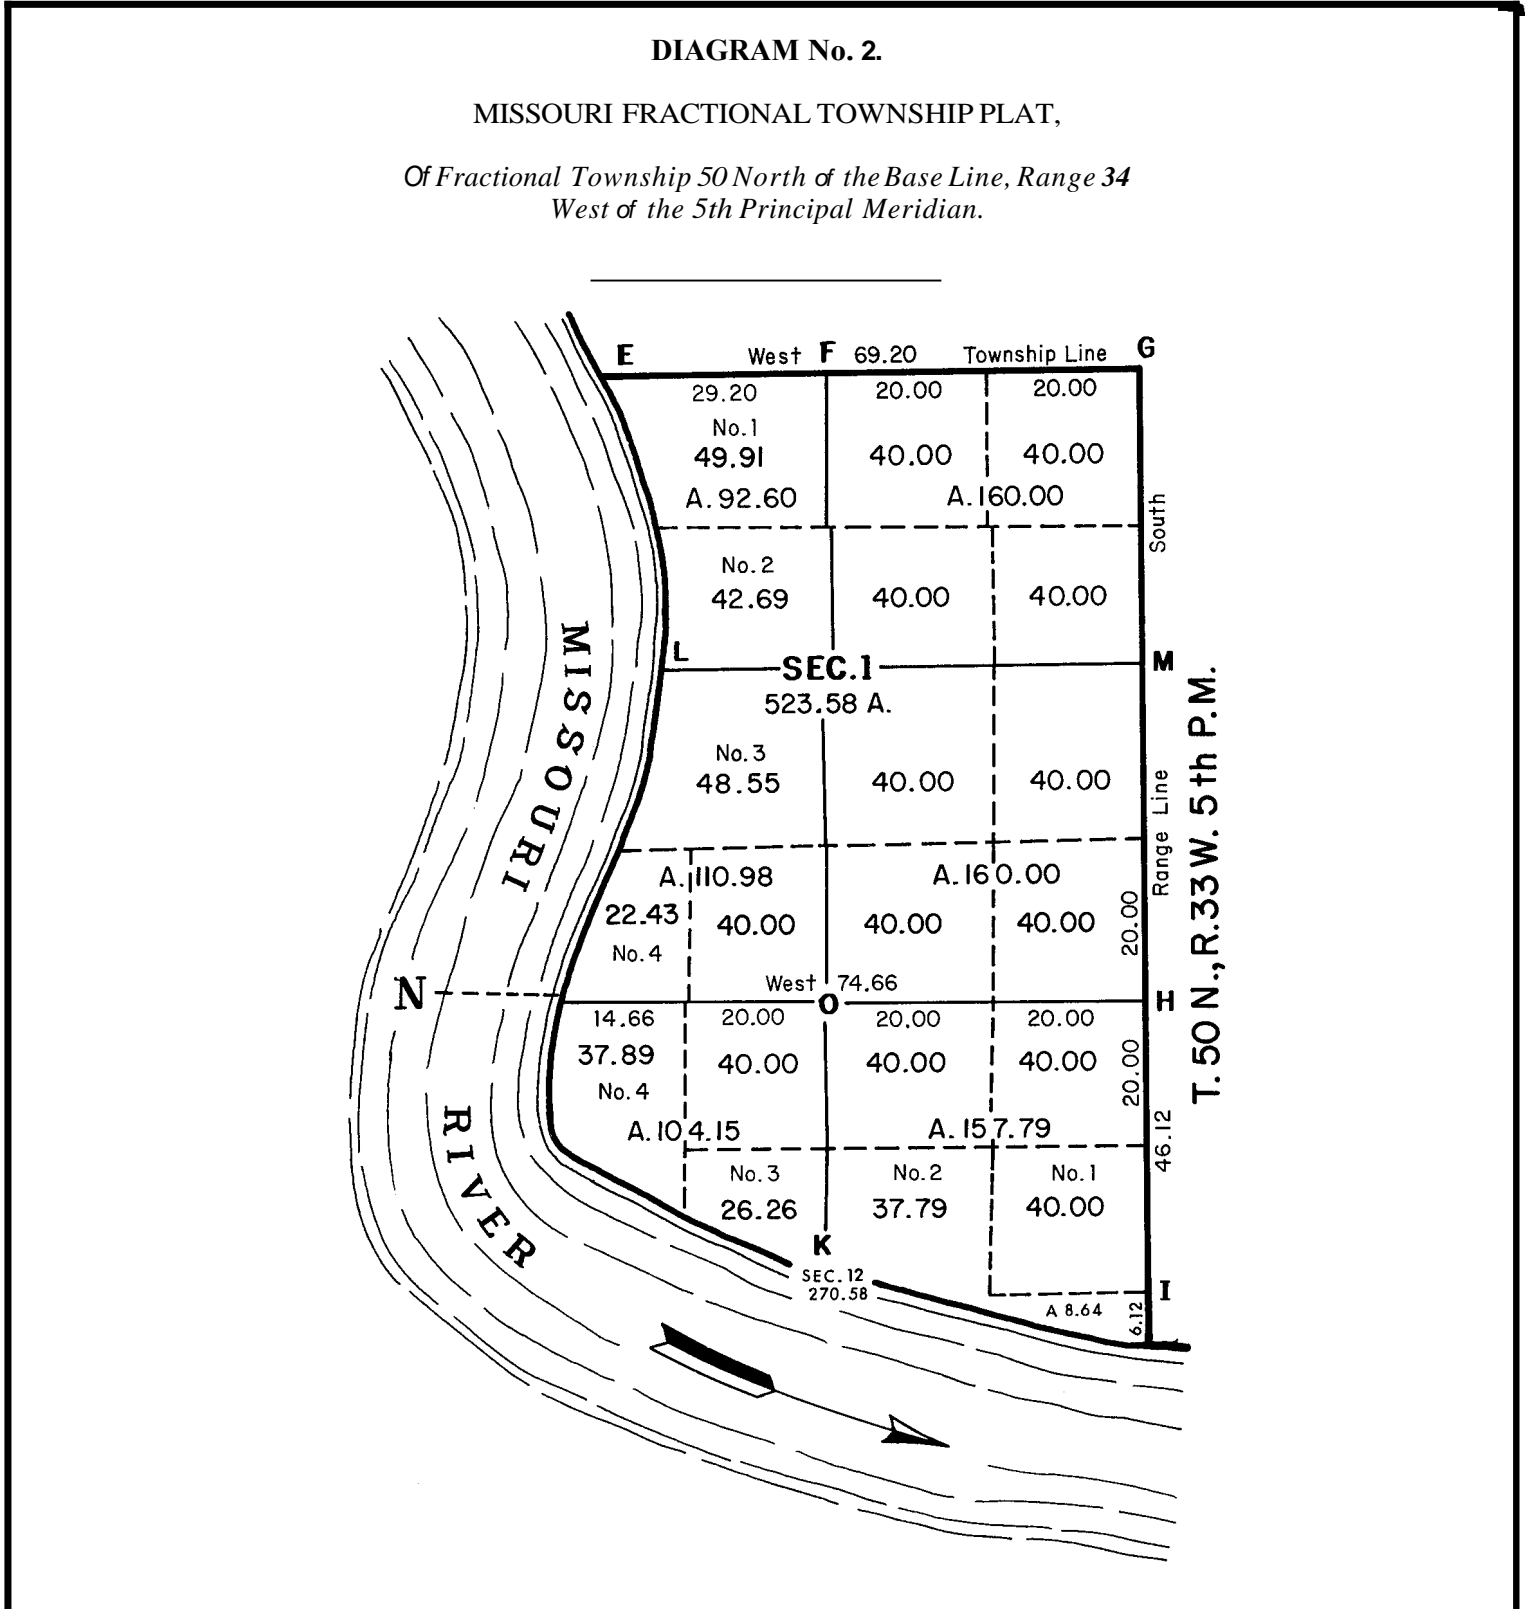 DIAGRAM No. 2.
MISSOURI FRACTIONAL TOWNSHIP PLAT,
Of Fractional Township 50 North of the Base Line, Range 34
West of the 5th Principal Meridian.
E West F 69.20 Township Line G
29.20 20.00 20.00
No.1
49.91 40.00 40.00
A. 92.60 A. 160.00
South
No.2
42.69 40.00 40.00
L SEC.1 M
523.58 A.
No.3
48.55 40.00 40.00
Range Line
A. 110.98 A. 160.00
22.43 40.00 40.00 40.00 20.00
No.4
N West 74.66
O H
14.66 20.00 20.00 20.00
37.89 40.00 40.00 40.00 20.00
No.4
A. 104.15 A. 157.79
46.12
No.3 No.2 No.1
26.26 37.79 40.00
K
SEC. 12
270.58
I
A 8.64 6.12
MISSOURI
RIVER
T. 50 N., R. 33 W. 5th P.M.